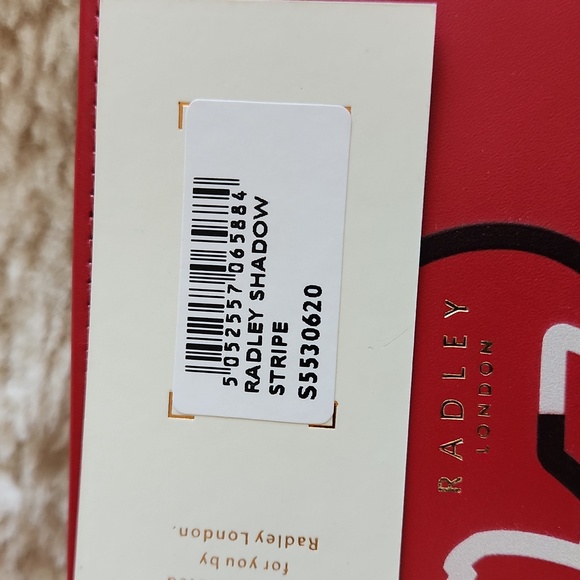 5 052557 065884
RADLEY SHADOW
STRIPE
S5530620
RADLEY
LONDON
for you by
Radley London.